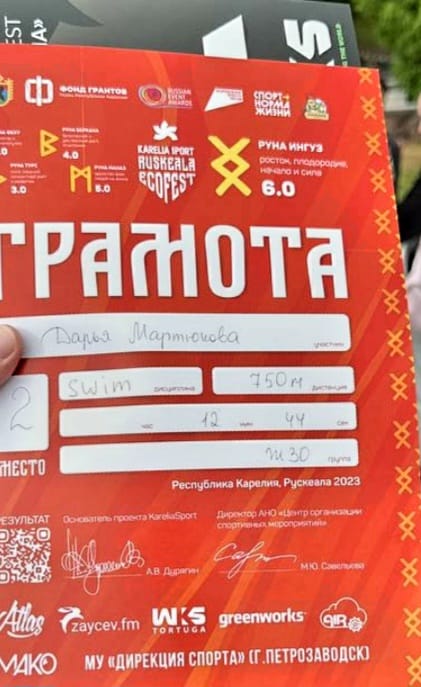 ФОНД ГРАНТОВ
RUSSIAN EVENT AWARDS
СПОРТ НОРМА ЖИЗНИ
РУНА БЕРКАНА
4.0
KARELIA SPORT
RUSKEALA
ECOFEST
РУНА ИНГУЗ
росток, плодородие,
начало и сила
6.0
РУНА ТУРС
3.0
РУНА МАННАЗ
5.0
ГРАМОТА
Дарья Мартюкова
участник
2
МЕСТО
swim дисциплина 750м дистанция
час 12 мин 44 сек
ж30 группа
Республика Карелия, Рускеала 2023
РЕЗУЛЬТАТ
Основатель проекта KareliaSport
Директор АНО «Центр организации
спортивных мероприятий»
А.В. Дурягин
М.Ю. Савельева
Atlas
zaycev.fm
WKS
TORTUGA
greenworks
AIR
МАКО
МУ «ДИРЕКЦИЯ СПОРТА» (Г.ПЕТРОЗАВОДСК)